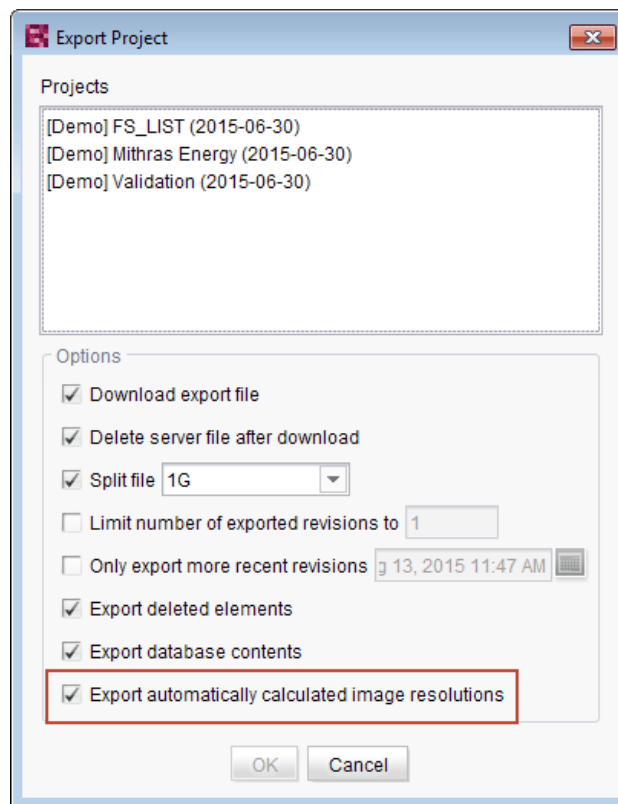 Export Project
Projects
[Demo] FS_LIST (2015-06-30)
[Demo] Mithras Energy (2015-06-30)
[Demo] Validation (2015-06-30)
Options
Download export file
Delete server file after download
Split file 1G
Limit number of exported revisions to 1
Only export more recent revisions g 13, 2015 11:47 AM
Export deleted elements
Export database contents
Export automatically calculated image resolutions
OK Cancel